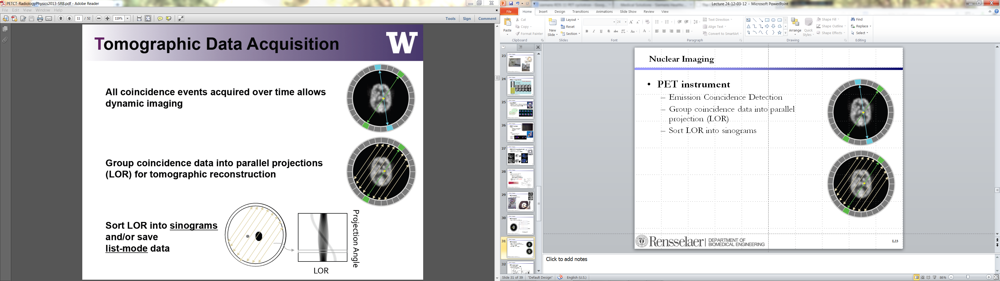 PETCT-RadiologyPhysics2013-SRB.pdf - Adobe Reader
File Edit View Window Help
11 / 52
119%
Tools Sign Comment
Tomographic Data Acquisition
W
All coincidence events acquired over time allows
dynamic imaging
Group coincidence data into parallel projections
(LOR) for tomographic reconstruction
Sort LOR into sinograms
and/or save
list-mode data
Projection Angle
LOR
Lecture 24-12-03-12 - Microsoft PowerPoint
File Home Insert Design Transitions Animations Slide Show Review View
Paste
Cut
Copy
Format Painter
Clipboard
New
Slide
Layout
Reset
Section
Slides
24
B I U S abc AV Aa A
Font
Text Direction
Align Text
Convert to SmartArt
Paragraph
Arrange
Quick
Styles
Shape Fill
Shape Outline
Shape Effects
Drawing
Find
Replace
Select
Editing
23
24
25
26
27
28
29
30
31
32
Nuclear Imaging
• PET instrument
– Emission Coincidence Detection
– Group coincidence data into parallel
projection (LOR)
– Sort LOR into sinograms
Rensselaer
DEPARTMENT OF
BIOMEDICAL ENGINEERING
L23
Click to add notes
Slide 31 of 39 "Default Design" English (U.S.)
86%